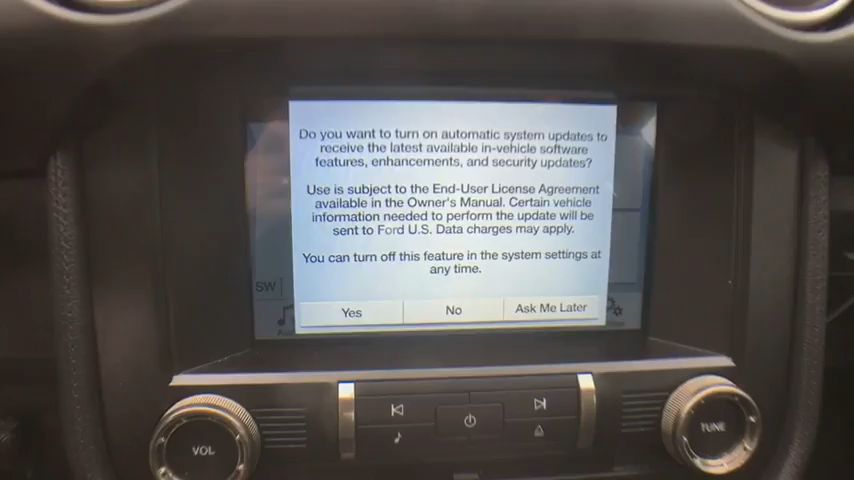 Do you want to turn on automatic system updates to
receive the latest available in-vehicle software
features, enhancements, and security updates?
Use is subject to the End-User License Agreement
available in the Owner's Manual. Certain vehicle
information needed to perform the update will be
sent to Ford U.S. Data charges may apply.
You can turn off this feature in the system settings at
any time.
SW
Yes No Ask Me Later
VOL
TUNE